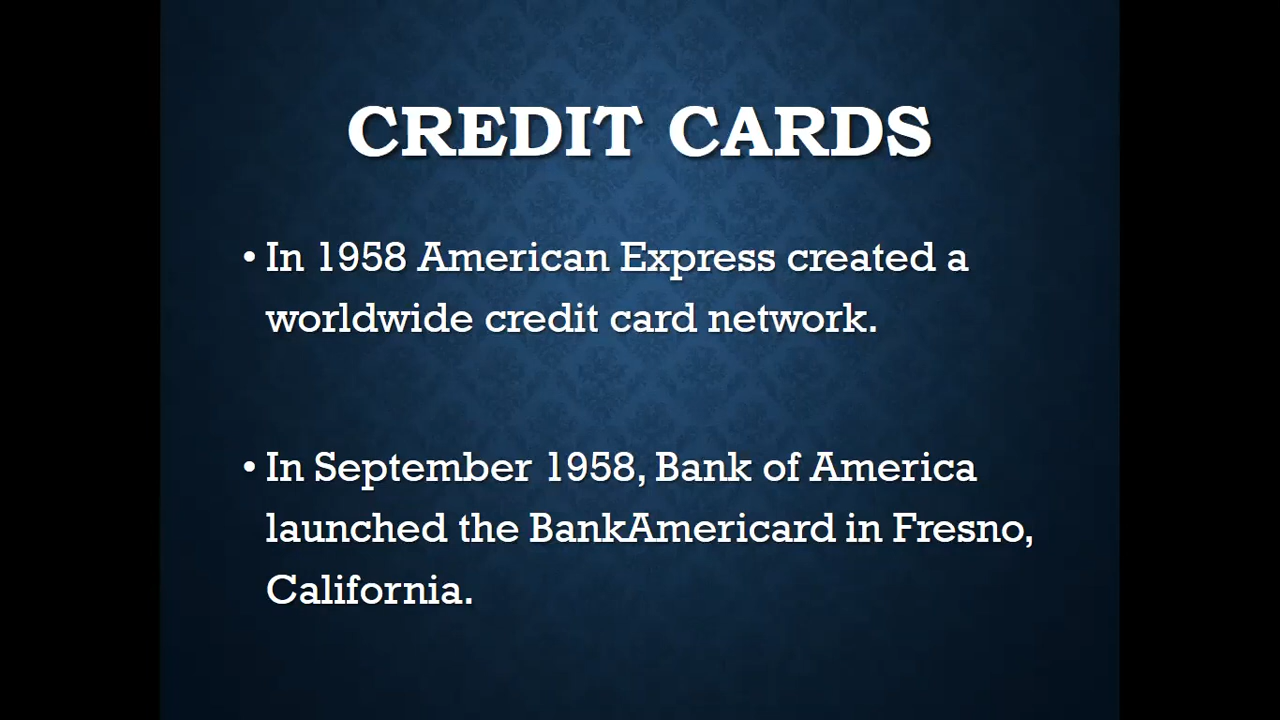 CREDIT CARDS
• In 1958 American Express created a
worldwide credit card network.
• In September 1958, Bank of America
launched the BankAmericard in Fresno,
California.